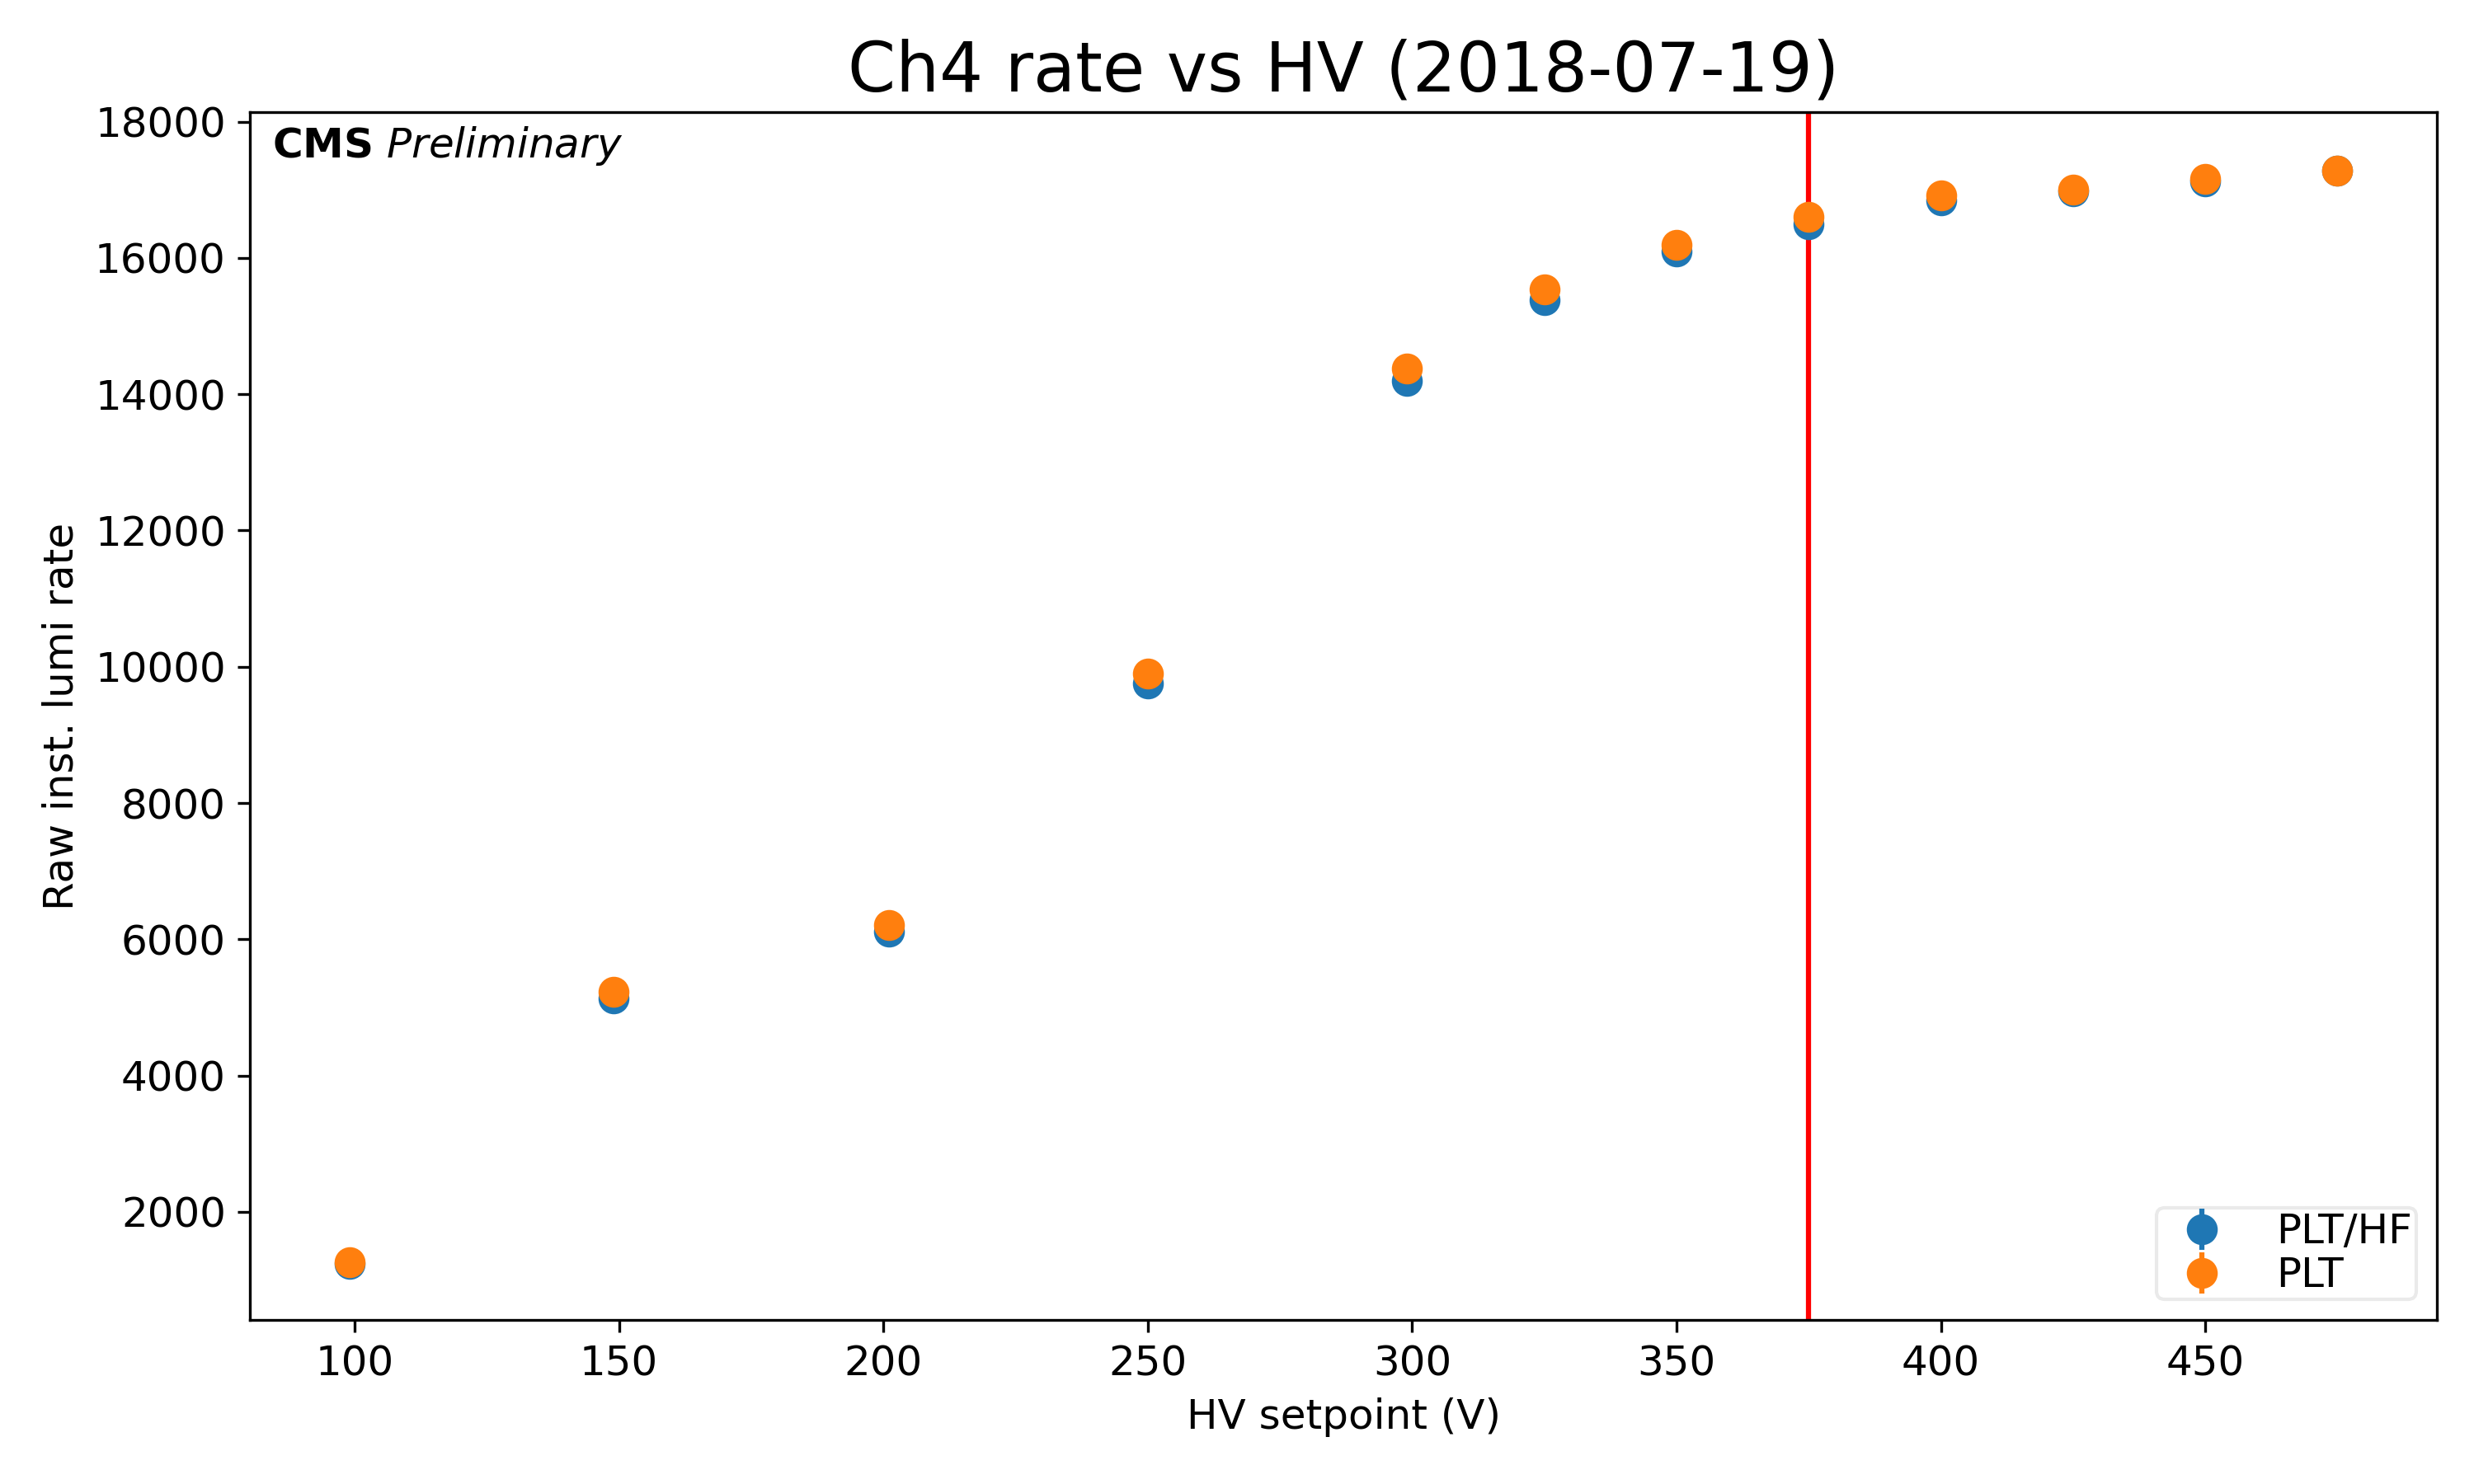 Ch4 rate vs HV (2018-07-19)
CMS Preliminary
18000
16000
14000
12000
10000
8000
6000
4000
2000
Raw inst. lumi rate
100 150 200 250 300 350 400 450
HV setpoint (V)
PLT/HF
PLT